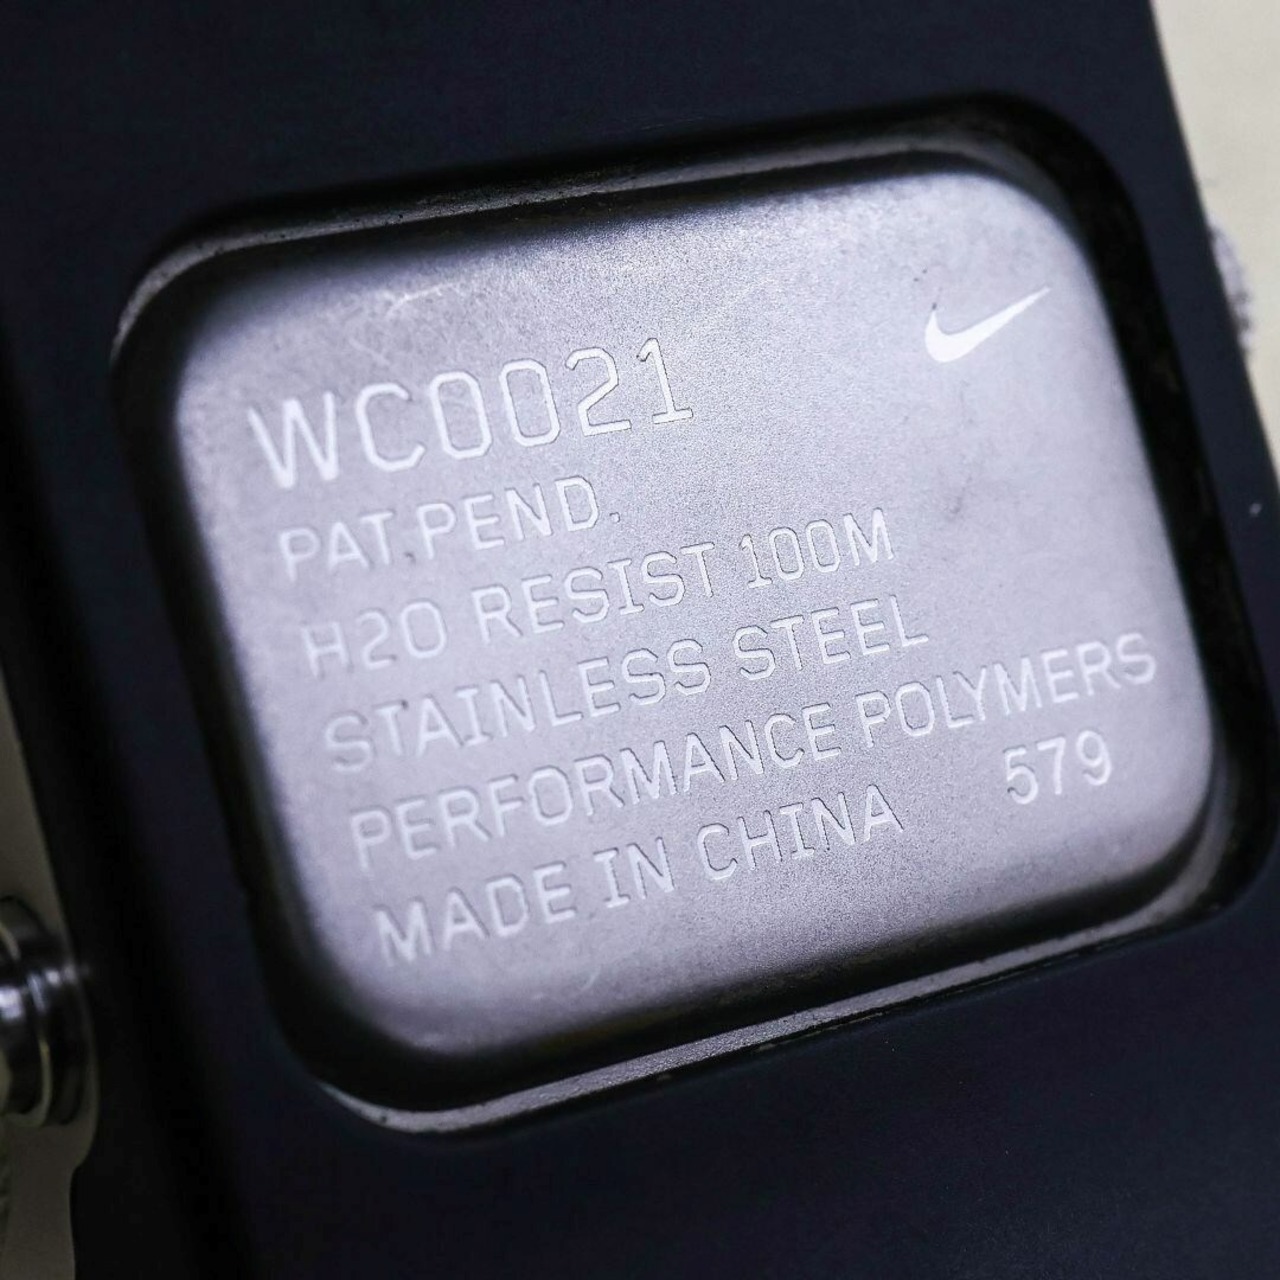 WC0021
PAT.PEND.
H2O RESIST 100M
STAINLESS STEEL
PERFORMANCE POLYMERS
MADE IN CHINA 579